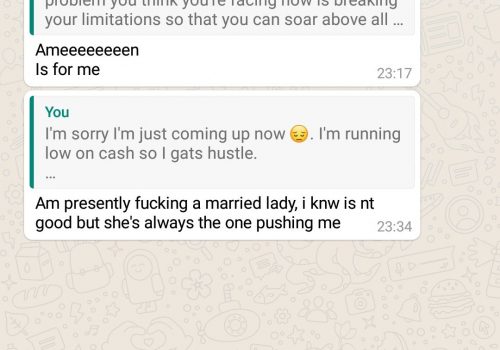 problem you think you're facing now is breaking
your limitations so that you can soar above all ...
Ameeeeeeeen
Is for me
23:17
You
I'm sorry I'm just coming up now 😔. I'm running
low on cash so I gats hustle.
...
Am presently fucking a married lady, i knw is nt
good but she's always the one pushing me
23:34